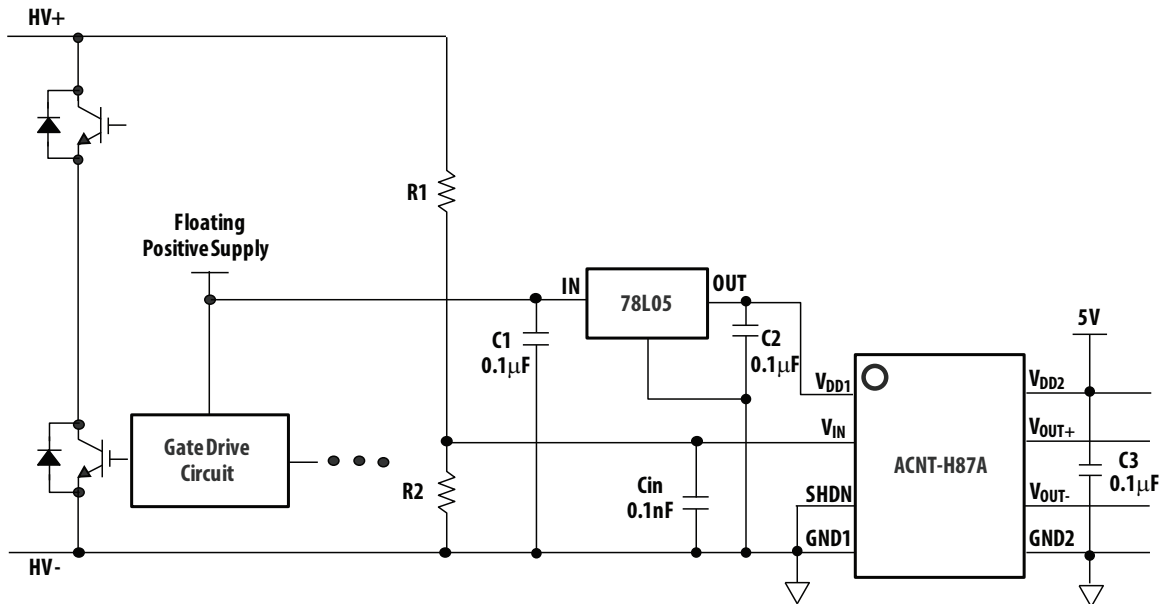 HV+
R1
Floating
Positive Supply
IN
OUT
78L05
C1
0.1μF
C2
0.1μF
5V
VDD1
VDD2
VIN
VOUT+
Gate Drive
Circuit
ACNT-H87A
R2
Cin
0.1nF
C3
0.1μF
SHDN
VOUT-
GND1
GND2
HV-